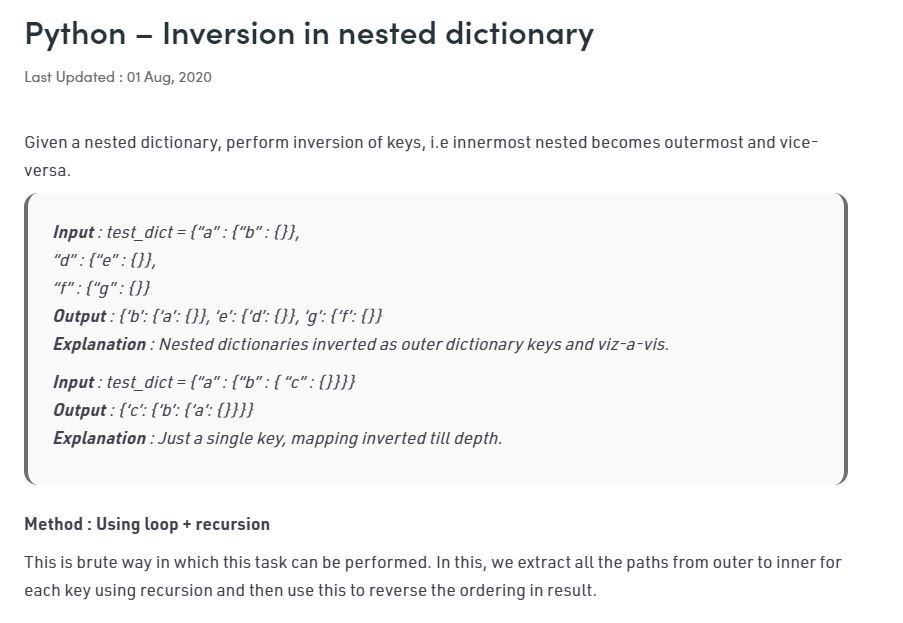 Python – Inversion in nested dictionary
Last Updated : 01 Aug, 2020
Given a nested dictionary, perform inversion of keys, i.e innermost nested becomes outermost and vice-
versa.
Input : test_dict = {“a” : {“b” : {}},
“d” : {“e” : {}},
“f” : {“g” : {}}
Output : {‘b’: {‘a’: {}}, ‘e’: {‘d’: {}}, ‘g’: {‘f’: {}}
Explanation : Nested dictionaries inverted as outer dictionary keys and viz-a-vis.
Input : test_dict = {“a” : {“b” : { “c” : {}}}}
Output : {‘c’: {‘b’: {‘a’: {}}}}
Explanation : Just a single key, mapping inverted till depth.
Method : Using loop + recursion
This is brute way in which this task can be performed. In this, we extract all the paths from outer to inner for
each key using recursion and then use this to reverse the ordering in result.